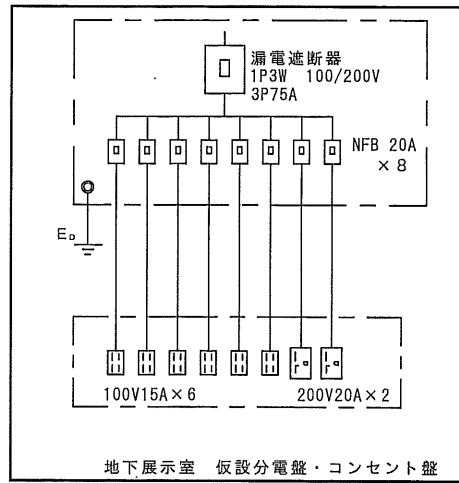 漏電遮断器
1P3W 100/200V
3P75A
NFB 20A
×8
ED
100V15A×6
200V20A×2
地下展示室 仮設分電盤・コンセント盤